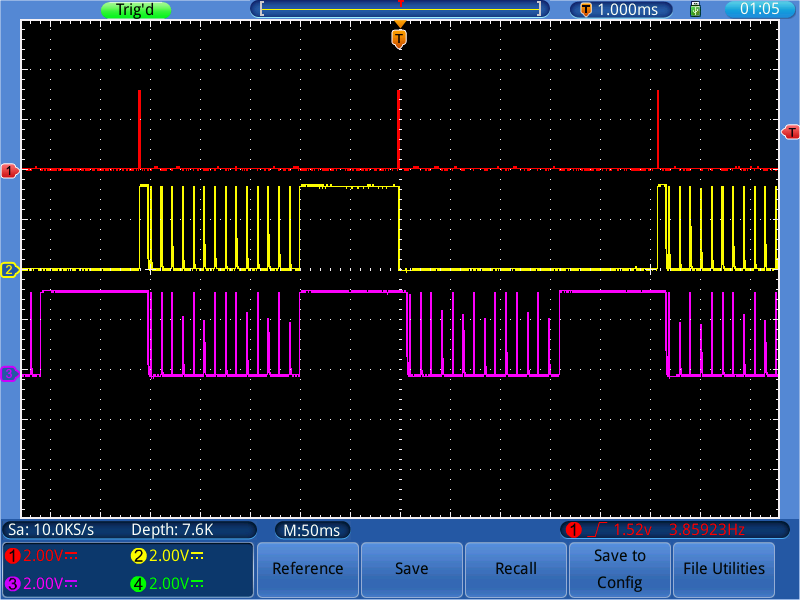 Trig'd [ ] T 1.000ms 01:05
T
T
1
2
3
Sa: 10.0KS/s Depth: 7.6K M:50ms 1 1.52v 3.85923Hz
1 2.00V 2 2.00V
3 2.00V 4 2.00V
Reference
Save
Recall
Save to
Config
File Utilities